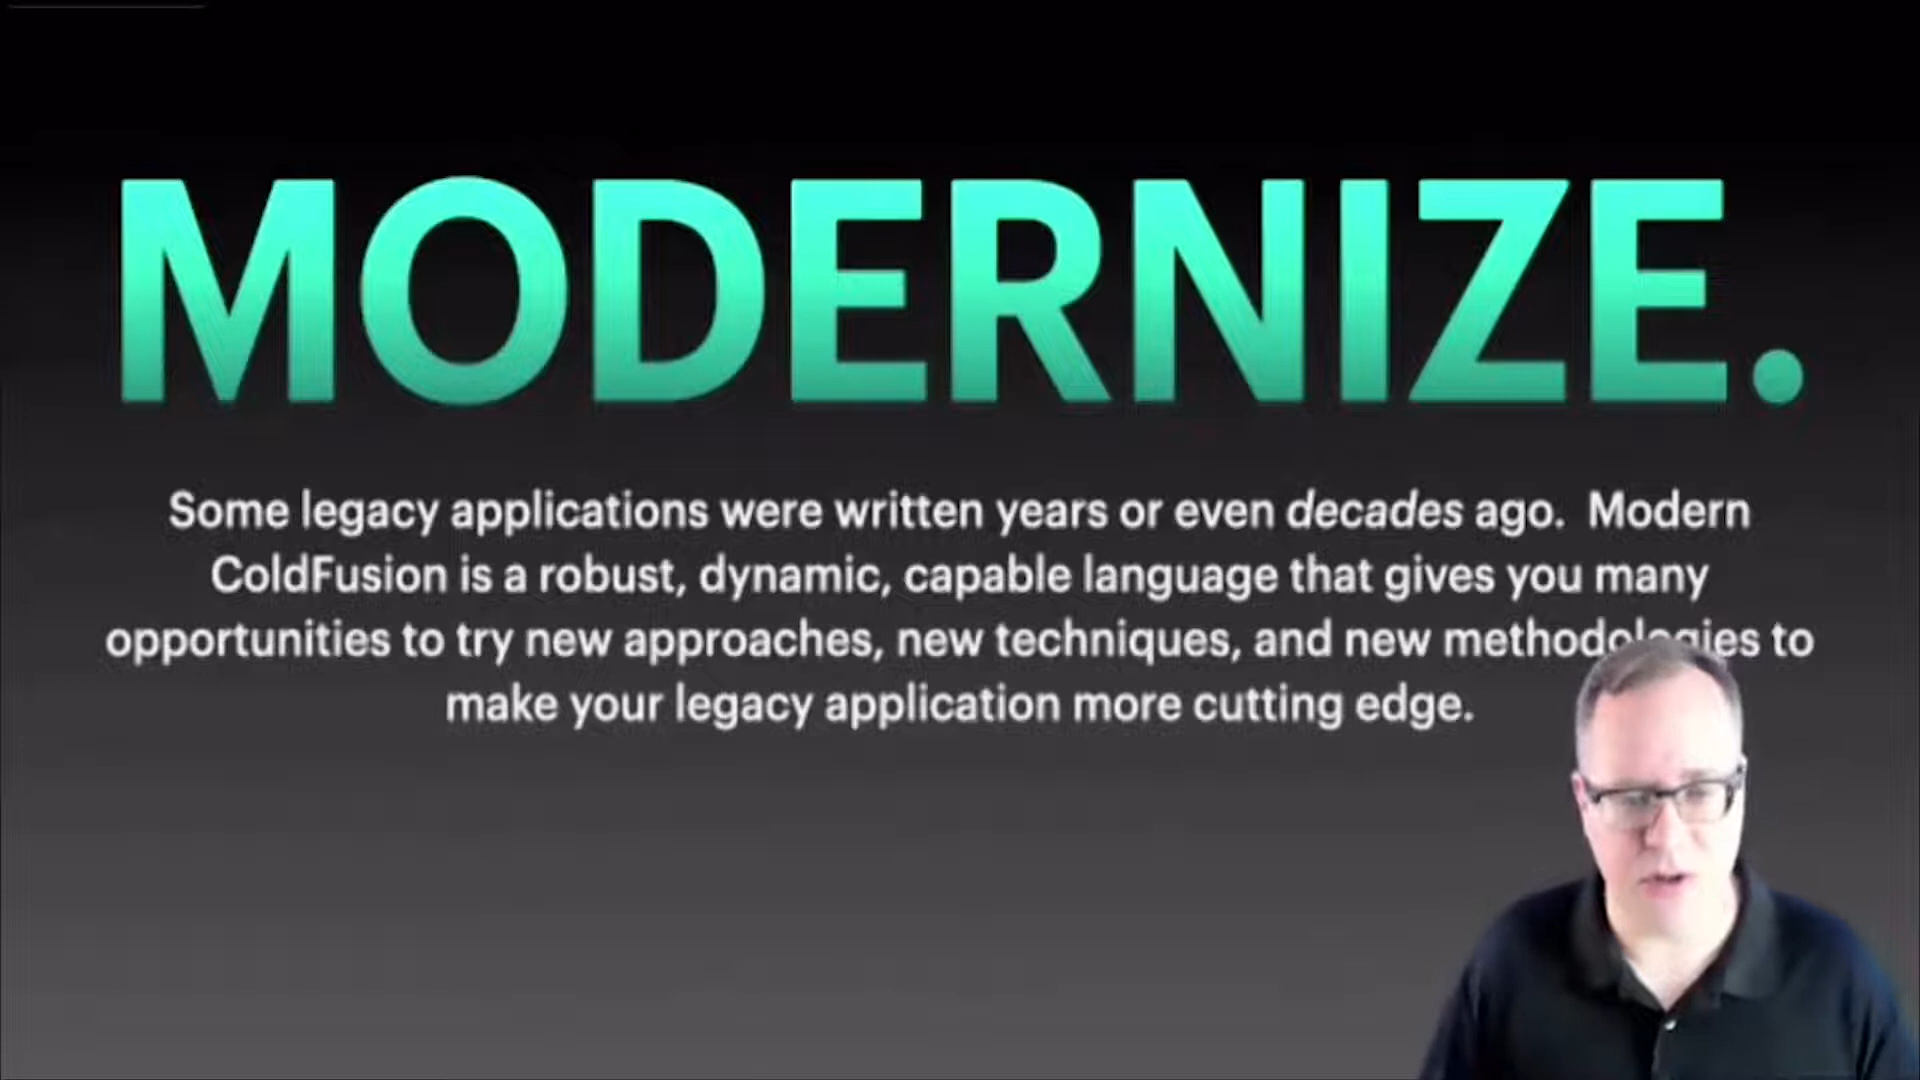 MODERNIZE.
Some legacy applications were written years or even decades ago. Modern
ColdFusion is a robust, dynamic, capable language that gives you many
opportunities to try new approaches, new techniques, and new methodologies to
make your legacy application more cutting edge.